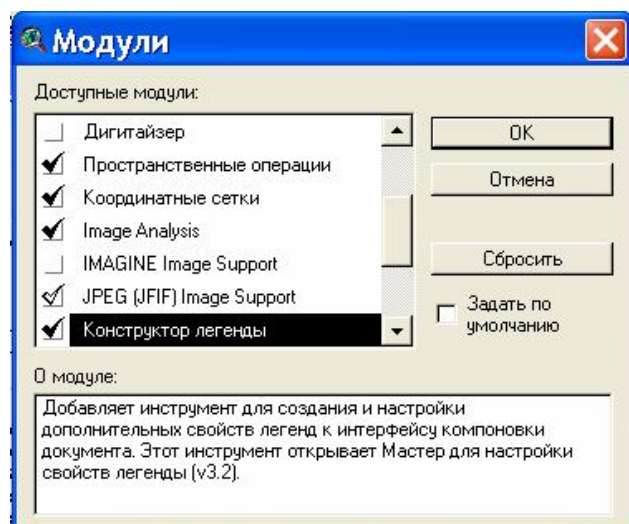 Модули
Доступные модули:
Дигитайзер
Пространственные операции
Координатные сетки
Image Analysis
IMAGINE Image Support
JPEG (JFIF) Image Support
Конструктор легенды
OK
Отмена
Сбросить
Задать по
умолчанию
О модуле:
Добавляет инструмент для создания и настройки
дополнительных свойств легенд к интерфейсу компоновки
документа. Этот инструмент открывает Мастер для настройки
свойств легенды (v3.2).